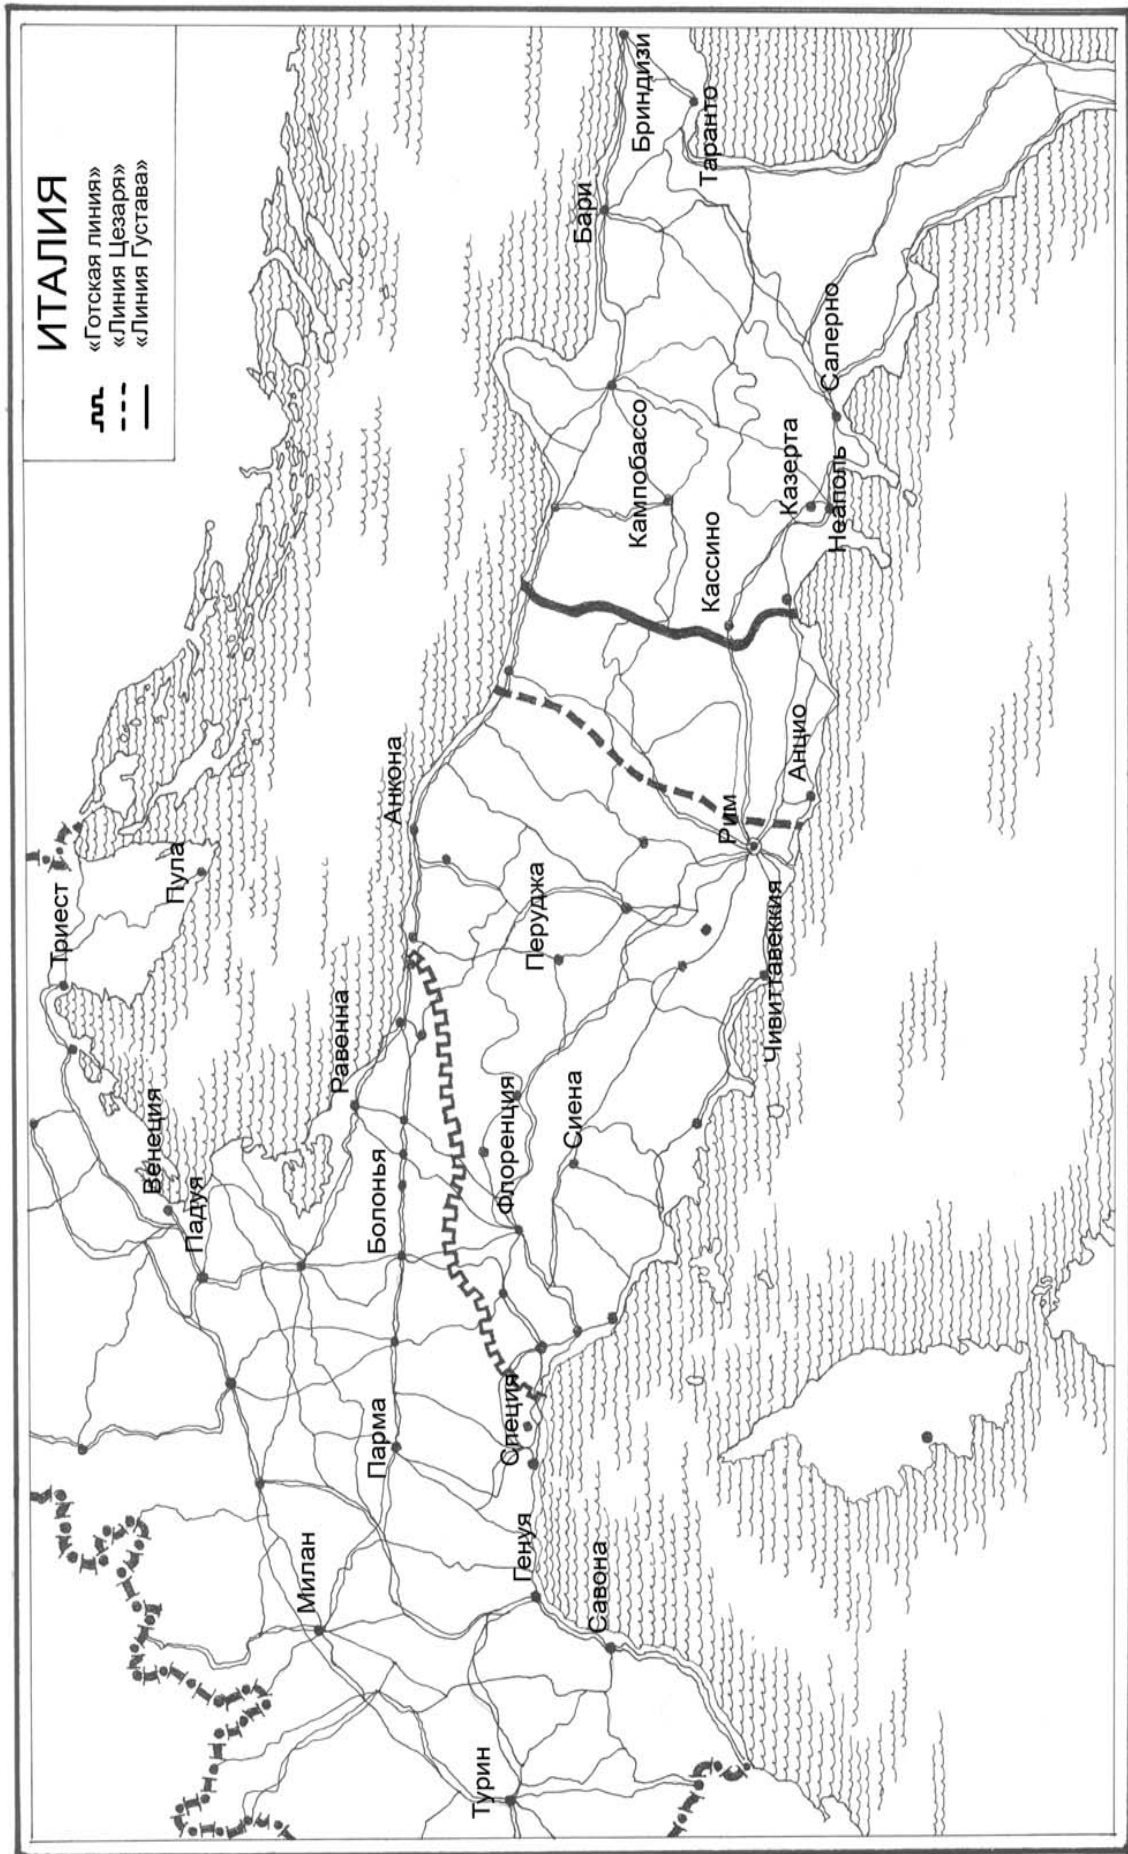 ИТАЛИЯ
«Готская линия»
«Линия Цезаря»
«Линия Густава»
Триест
Пула
Венеция
Падуя
Милан
Равенна
Анкона
Болонья
Парма
Турин
Генуя
Савона
Специя
Флоренция
Сиена
Перуджа
Чивиттавеккия
Рим
Анцио
Кассино
Кампобассо
Казерта
Неаполь
Салерно
Бари
Бриндизи
Таранто